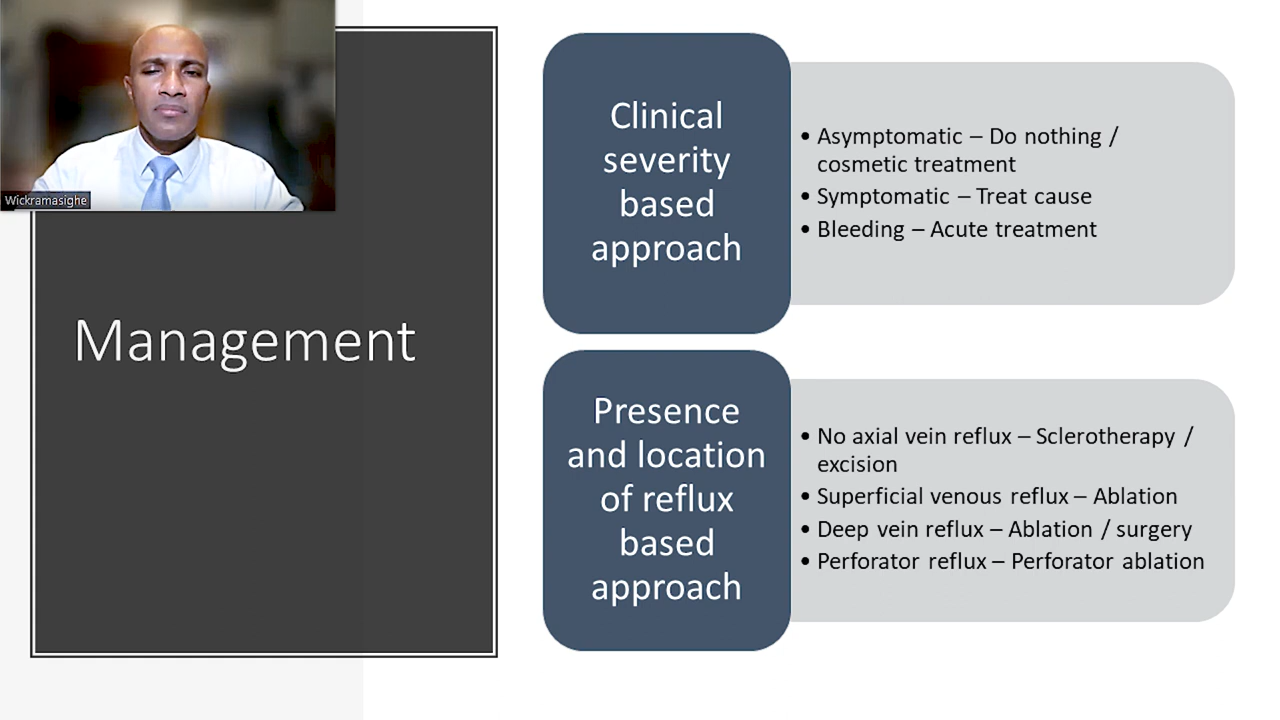 Wickramasighe
Management
Clinical
severity
based
approach
• Asymptomatic – Do nothing /
cosmetic treatment
• Symptomatic – Treat cause
• Bleeding – Acute treatment
Presence
and location
of reflux
based
approach
• No axial vein reflux – Sclerotherapy /
excision
• Superficial venous reflux – Ablation
• Deep vein reflux – Ablation / surgery
• Perforator reflux – Perforator ablation